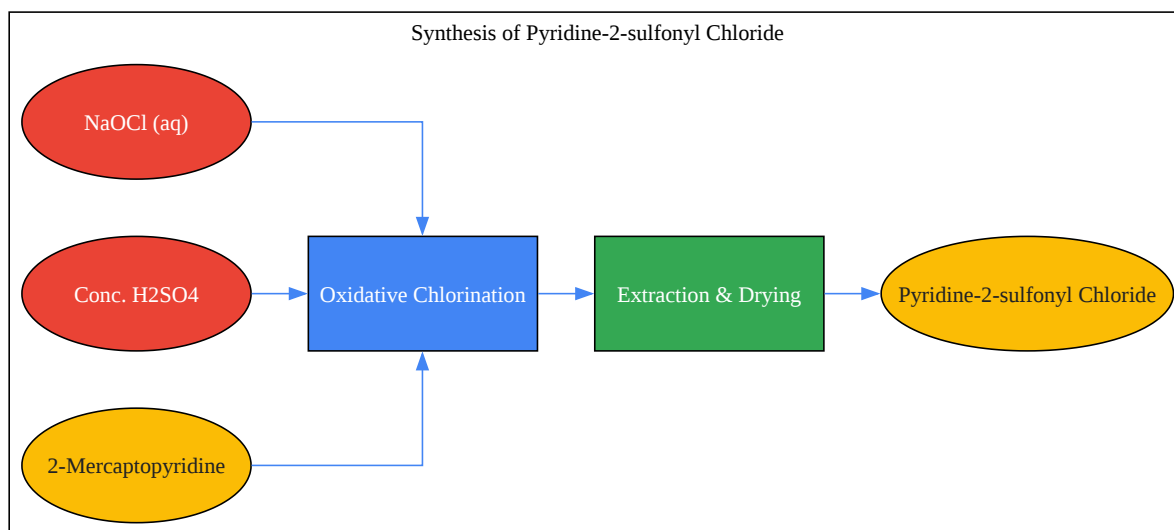 Synthesis of Pyridine-2-sulfonyl Chloride
NaOCl (aq)
Conc. H2SO4
Oxidative Chlorination
Extraction & Drying
Pyridine-2-sulfonyl Chloride
2-Mercaptopyridine